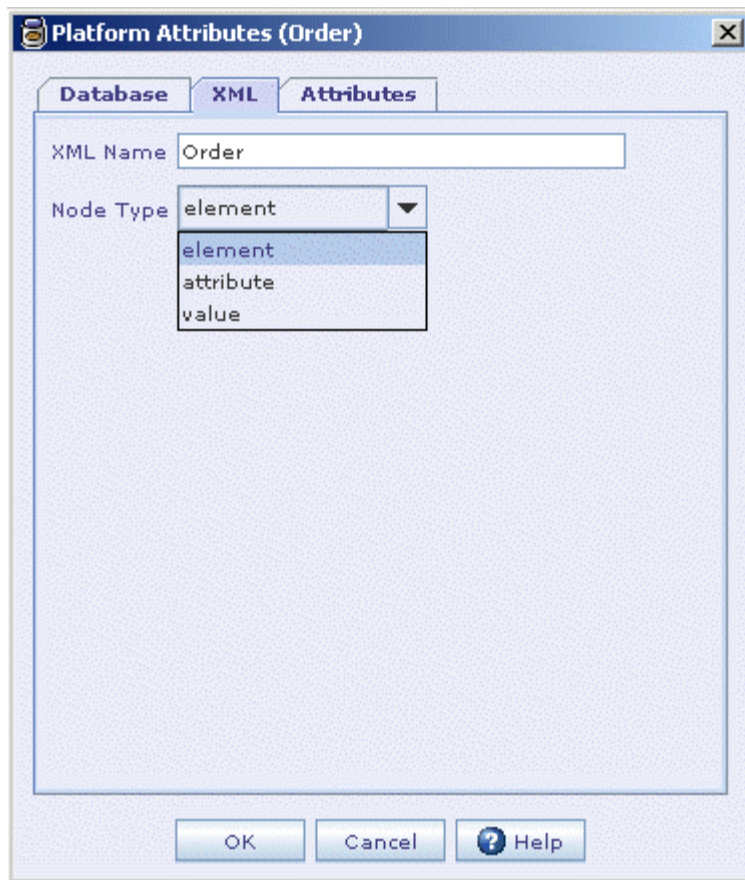 Platform Attributes (Order)
Database XML Attributes
XML Name Order
Node Type element
element
attribute
value
OK Cancel Help